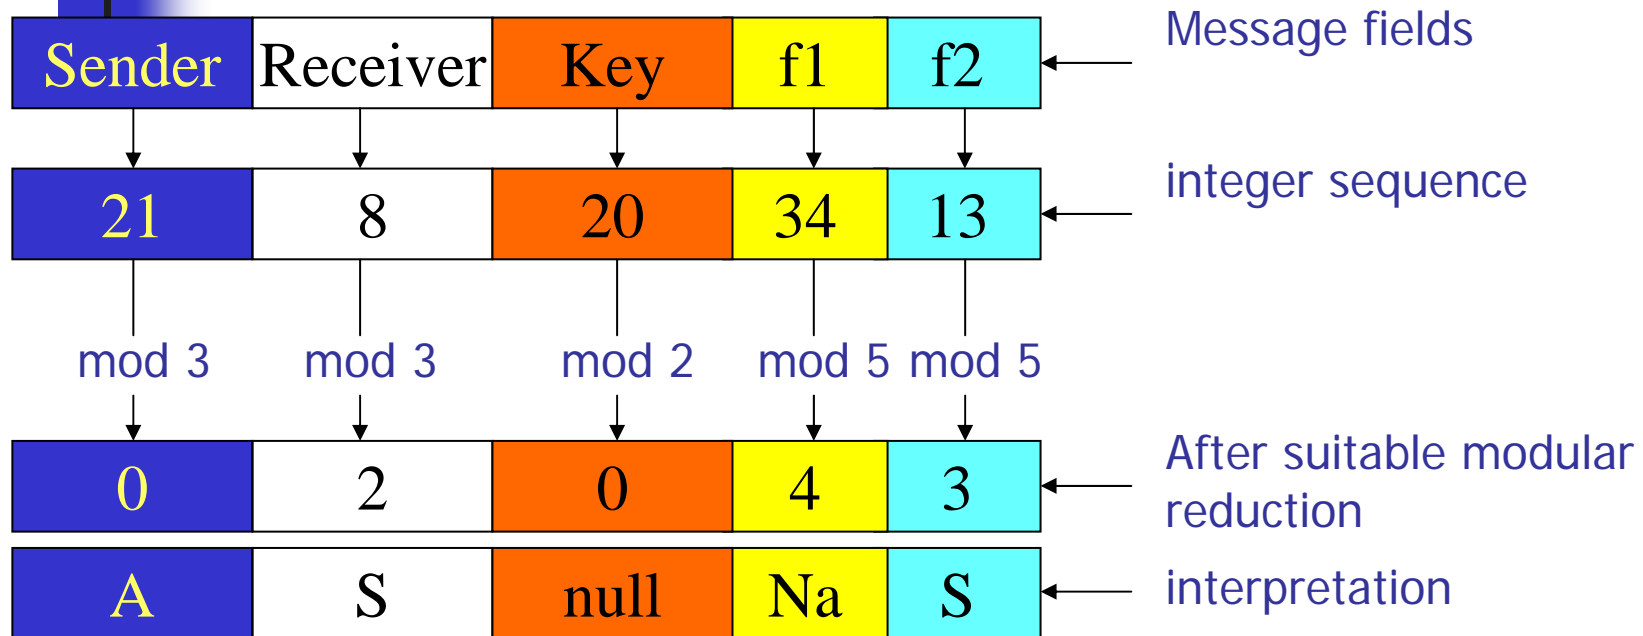 Sender Receiver Key f1 f2 Message fields
21 8 20 34 13 integer sequence
mod 3 mod 3 mod 2 mod 5 mod 5
0 2 0 4 3 After suitable modular
reduction
A S null Na S interpretation